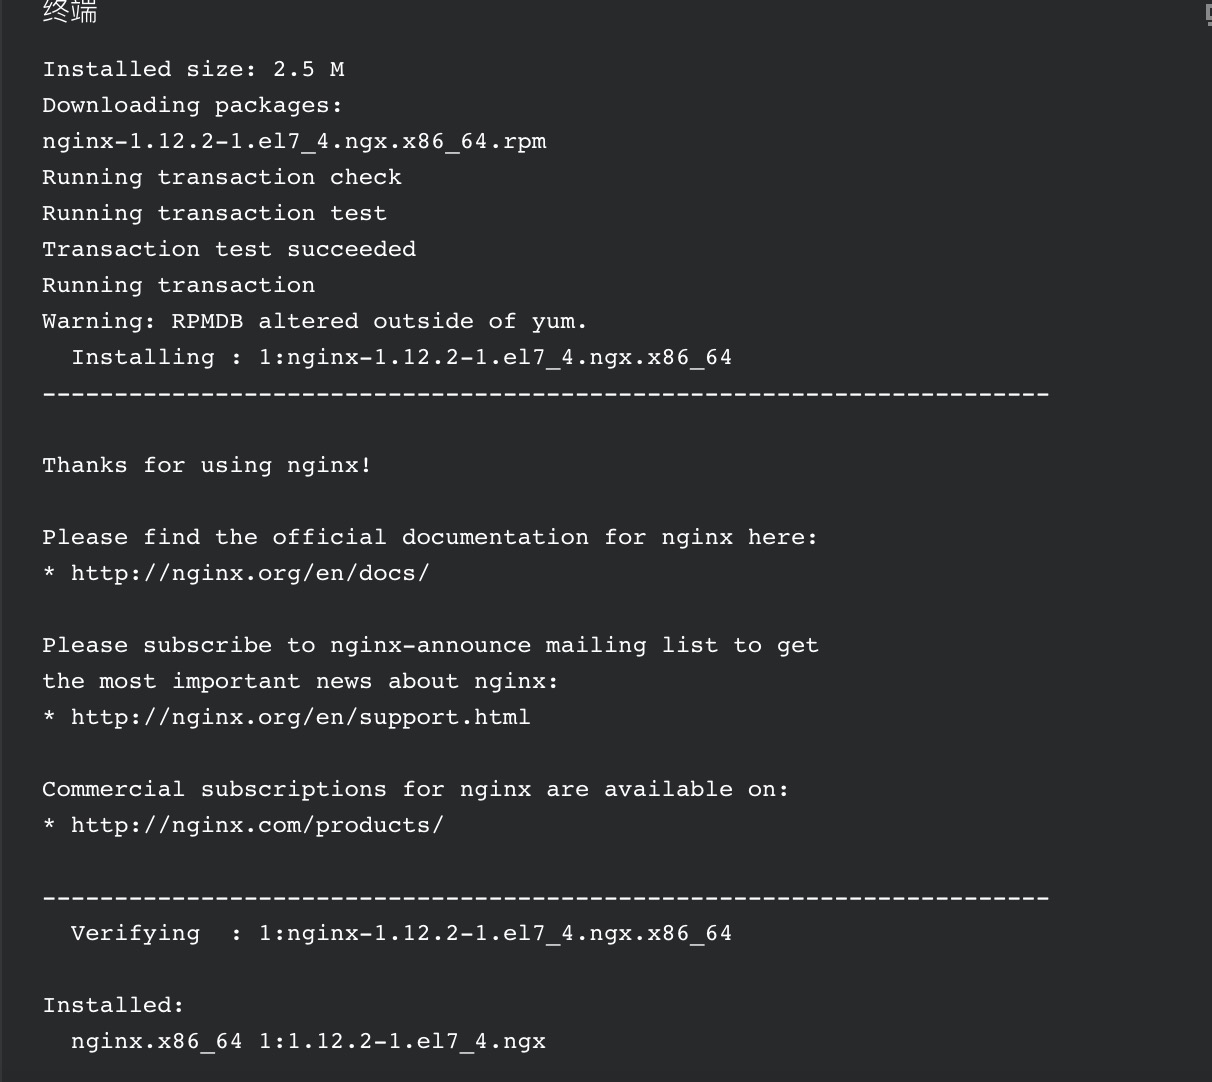 终端
Installed size: 2.5 M
Downloading packages:
nginx-1.12.2-1.el7_4.ngx.x86_64.rpm
Running transaction check
Running transaction test
Transaction test succeeded
Running transaction
Warning: RPMDB altered outside of yum.
  Installing : 1:nginx-1.12.2-1.el7_4.ngx.x86_64
----------------------------------------------------------------------
Thanks for using nginx!
Please find the official documentation for nginx here:
* http://nginx.org/en/docs/
Please subscribe to nginx-announce mailing list to get
the most important news about nginx:
* http://nginx.org/en/support.html
Commercial subscriptions for nginx are available on:
* http://nginx.com/products/
----------------------------------------------------------------------
  Verifying  : 1:nginx-1.12.2-1.el7_4.ngx.x86_64
Installed:
  nginx.x86_64 1:1.12.2-1.el7_4.ngx